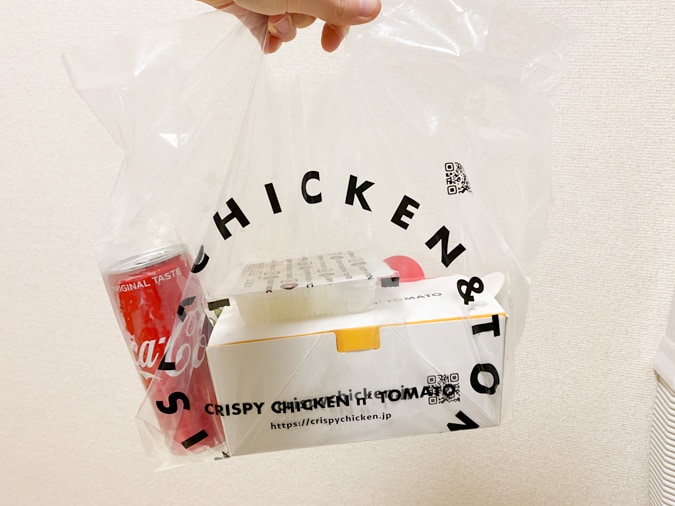 CHICKEN & TO
ORIGINAL TASTE
Coca-Cola
TOMATO
CRISPY CHICKEN n' TOMATO
https://crispychicken.jp